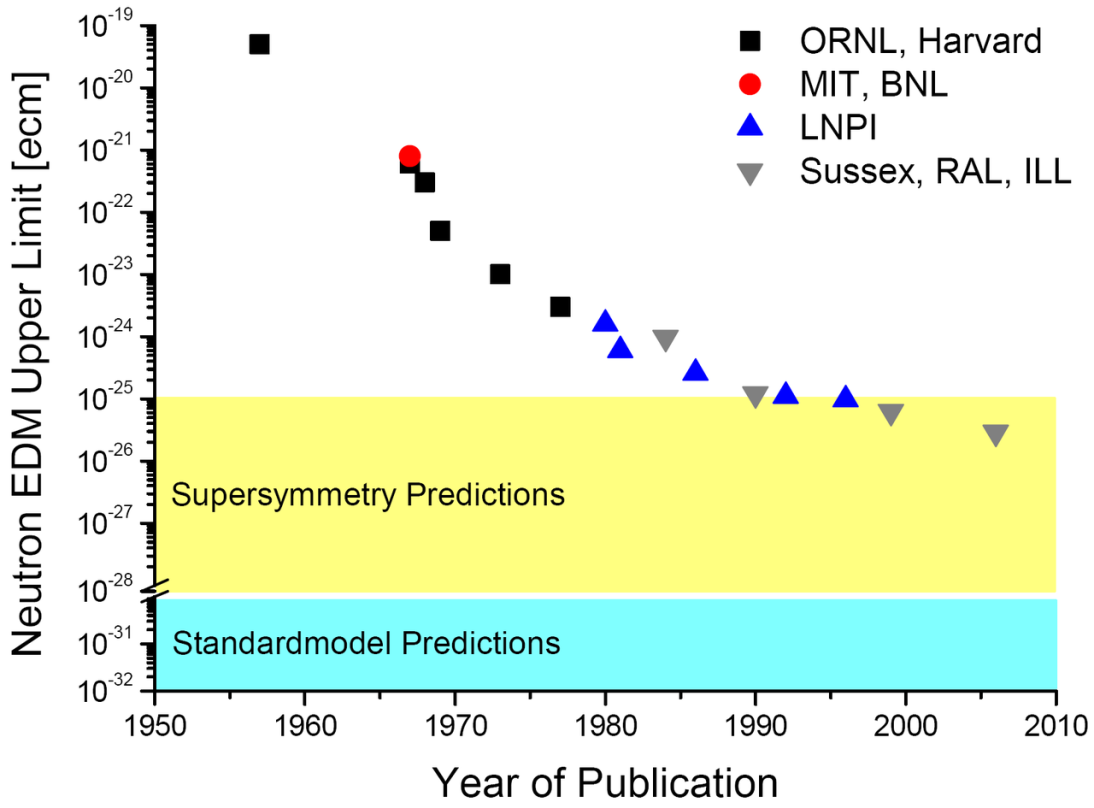 Neutron EDM Upper Limit [ecm]
10⁻¹⁹
10⁻²⁰
10⁻²¹
10⁻²²
10⁻²³
10⁻²⁴
10⁻²⁵
10⁻²⁶
10⁻²⁷
10⁻²⁸
10⁻³¹
10⁻³²
ORNL, Harvard
MIT, BNL
LNPI
Sussex, RAL, ILL
Supersymmetry Predictions
Standardmodel Predictions
1950 1960 1970 1980 1990 2000 2010
Year of Publication